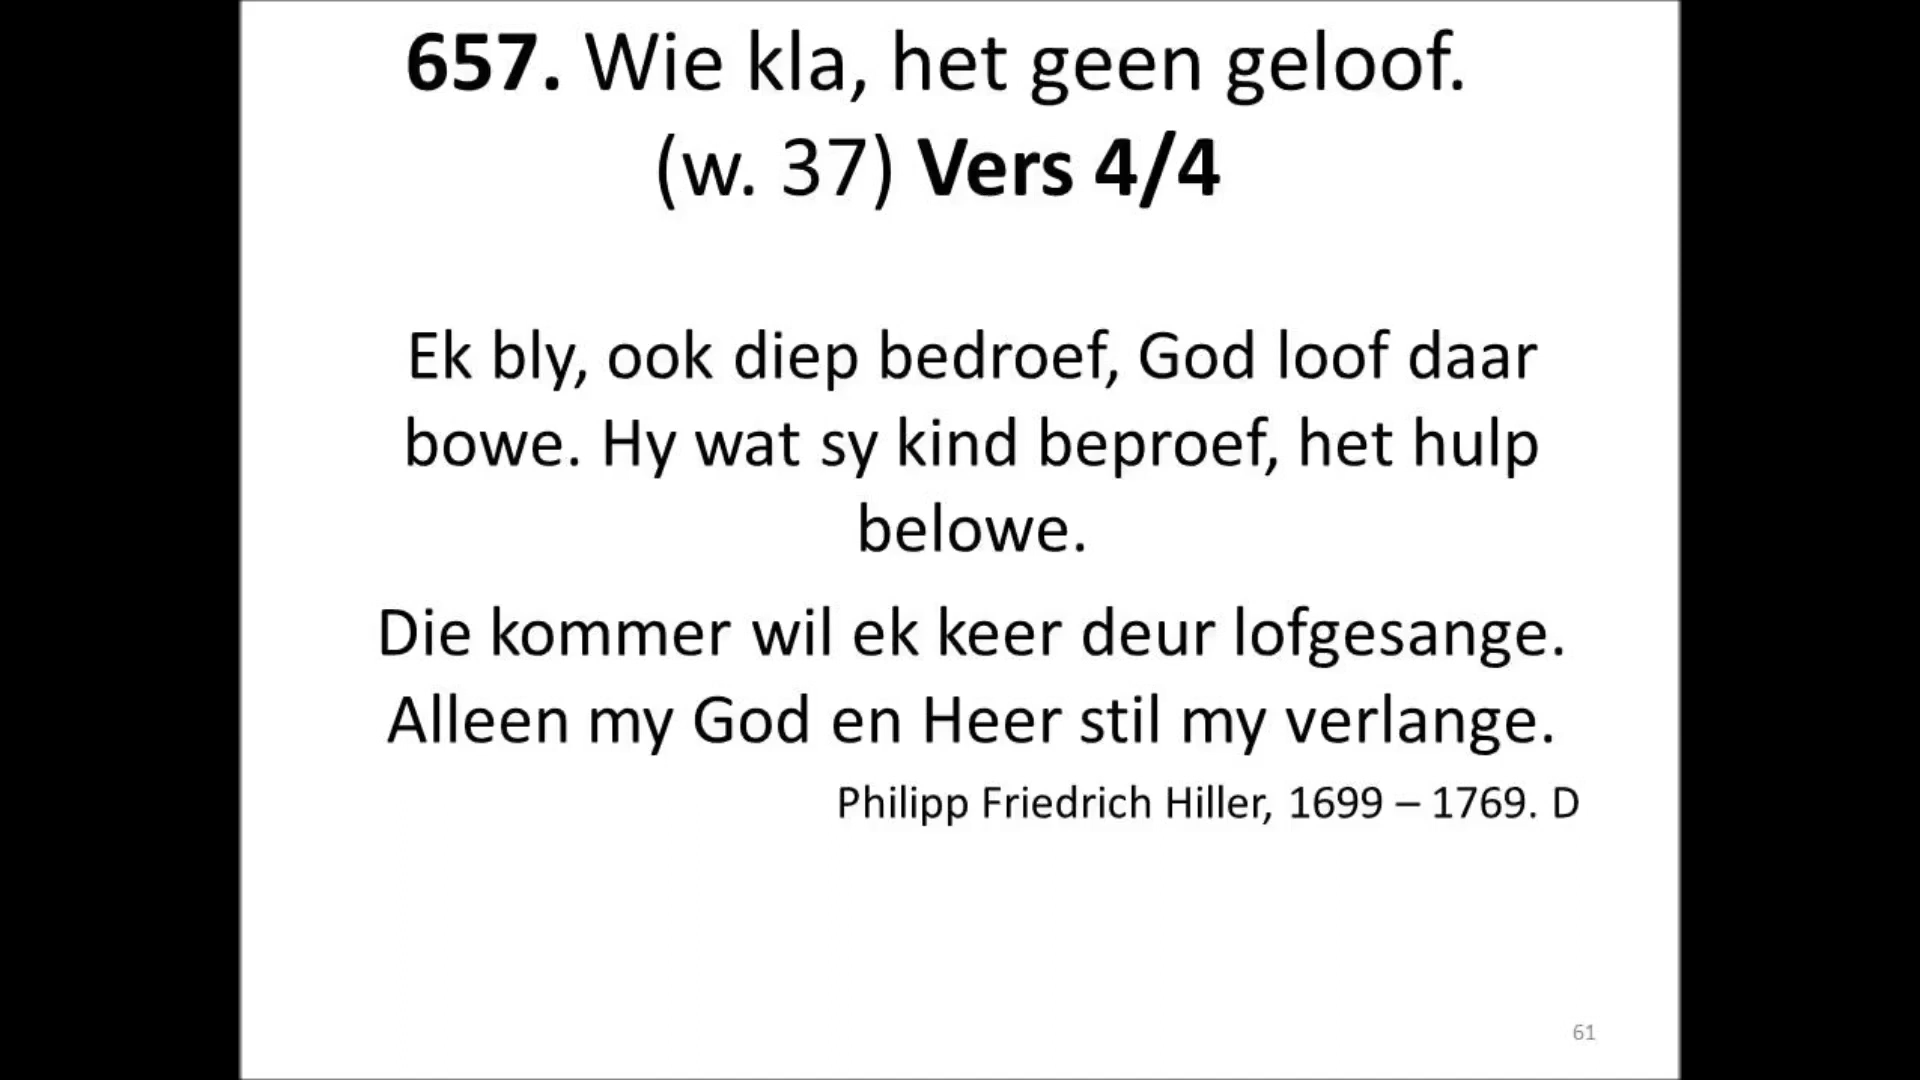 657. Wie kla, het geen geloof.
(w. 37) Vers 4/4
Ek bly, ook diep bedroef, God loof daar
bowe. Hy wat sy kind beproef, het hulp
belowe.
Die kommer wil ek keer deur lofgesange.
Alleen my God en Heer stil my verlange.
Philipp Friedrich Hiller, 1699 – 1769. D
61